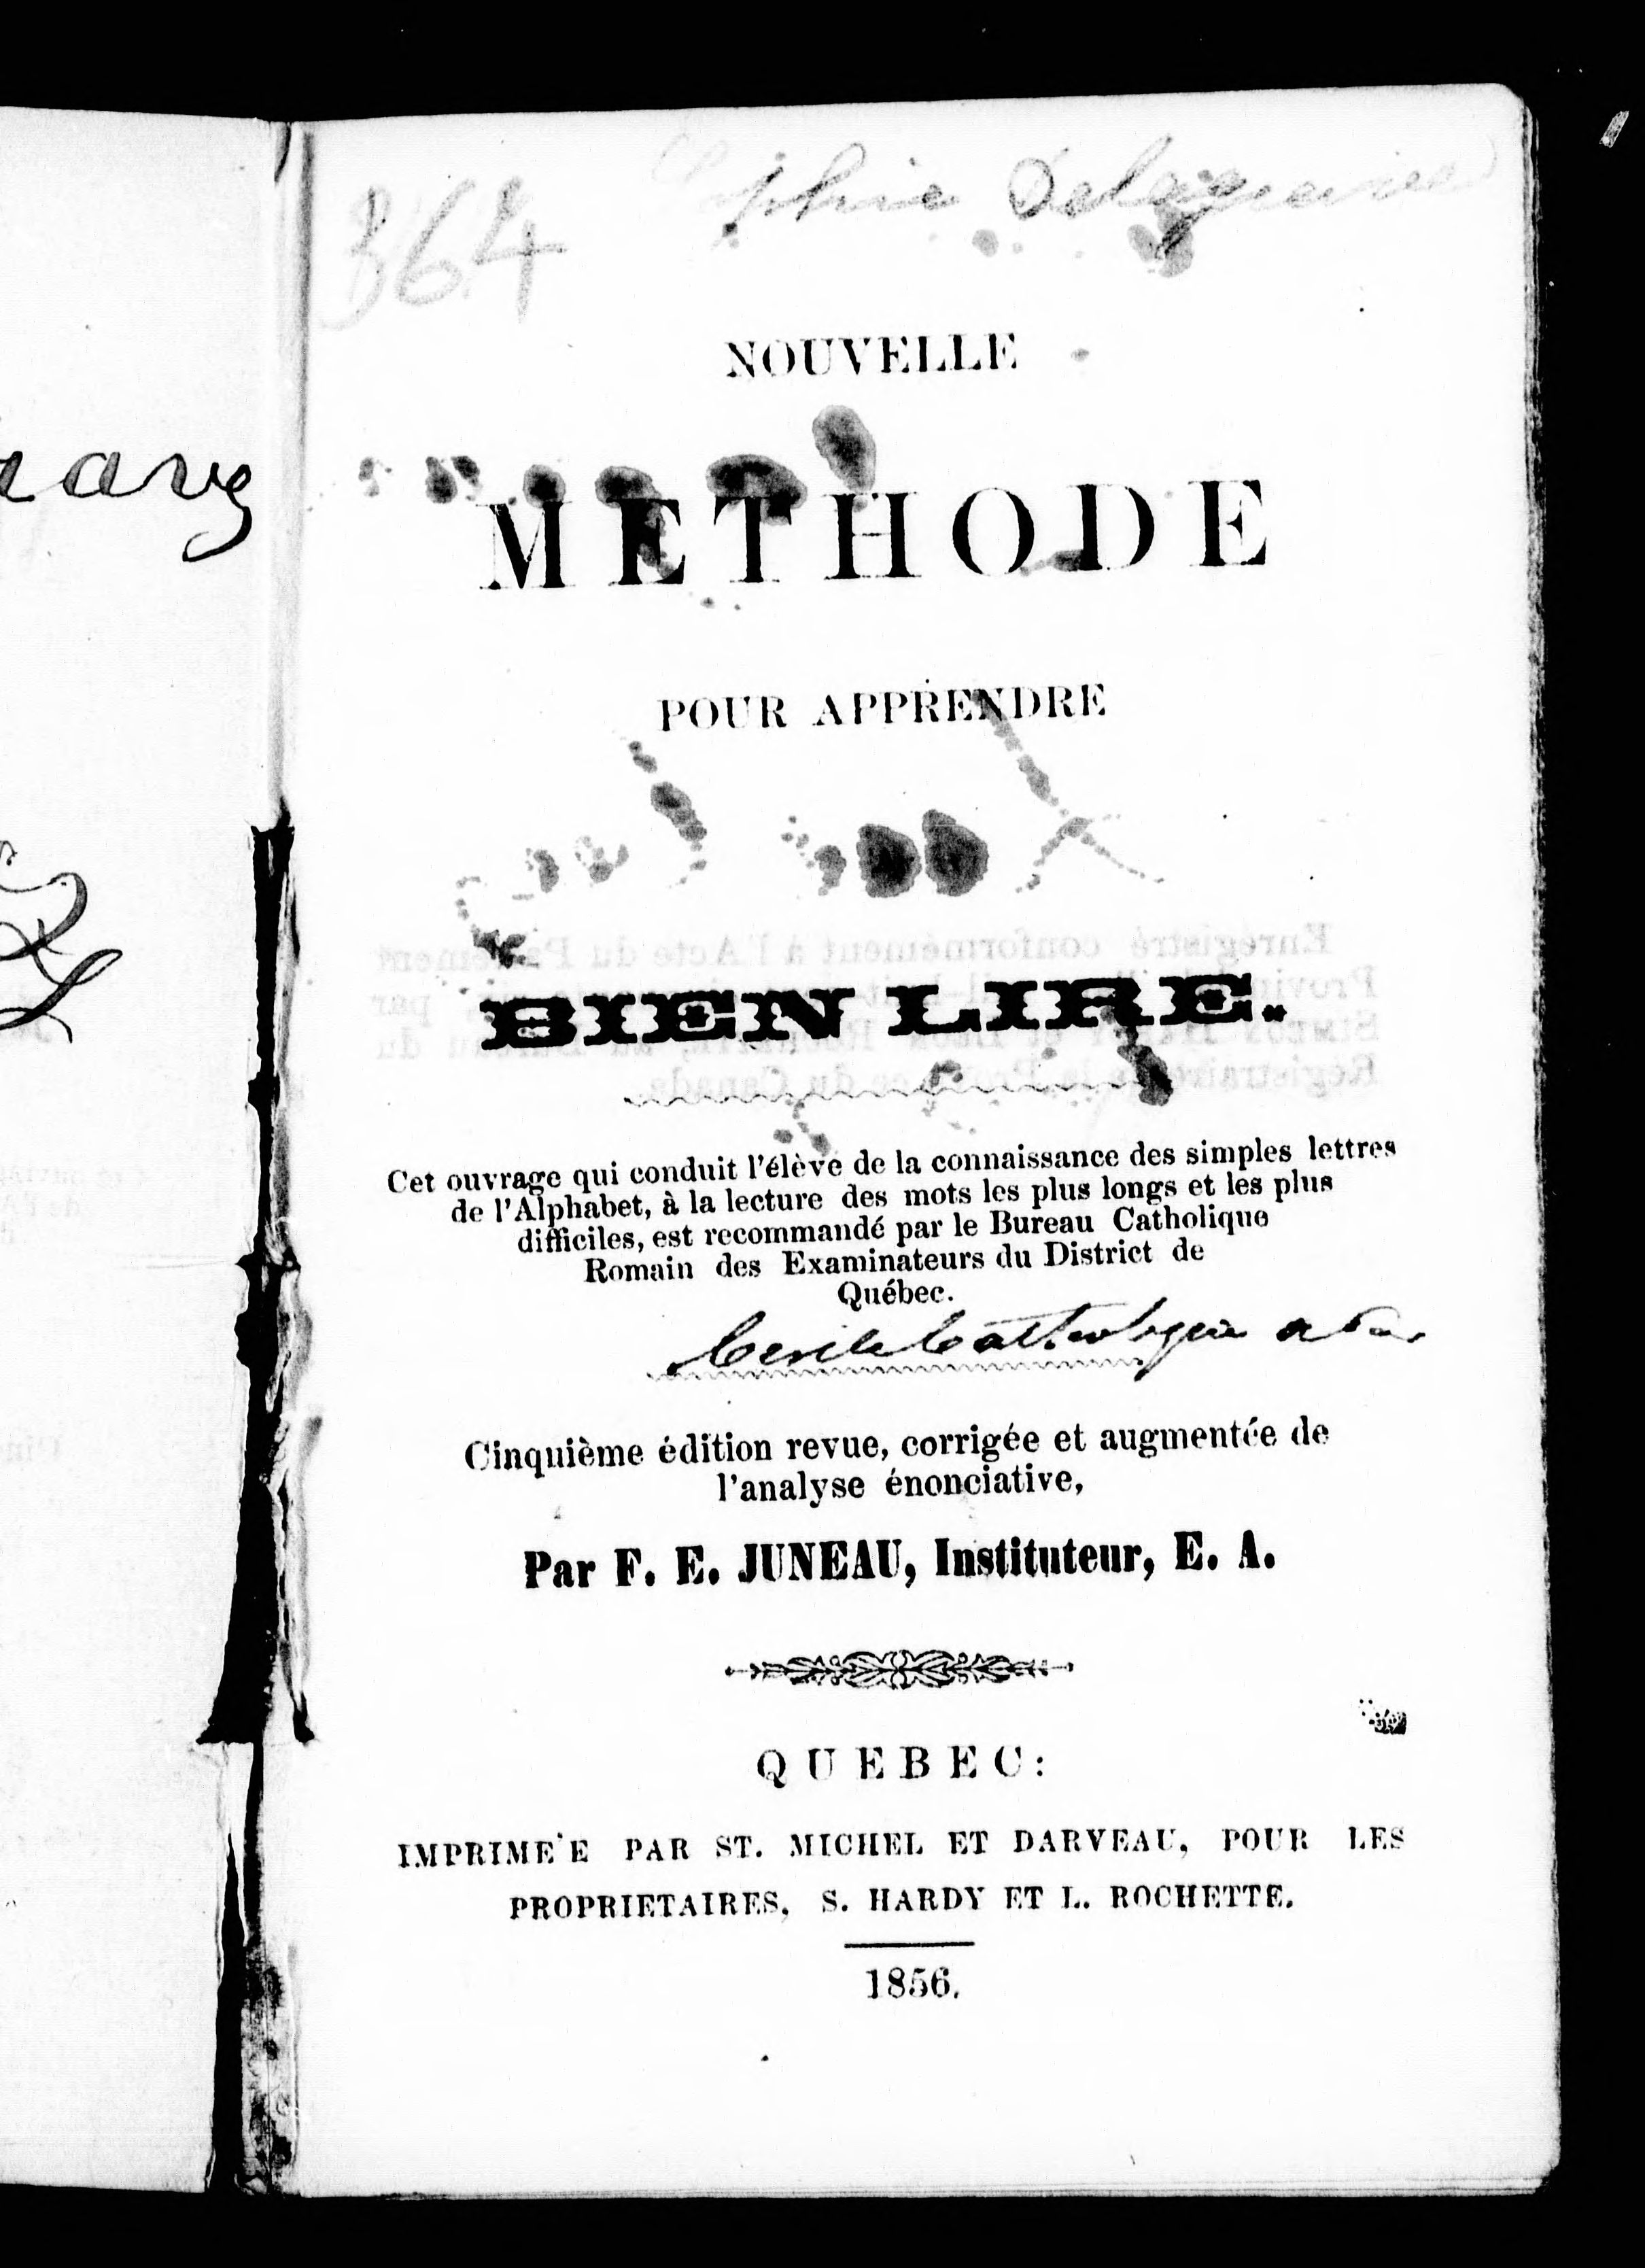 364
NOUVELLE
METHODE
POUR APPRENDRE
BIEN LIRE.
Cet ouvrage qui conduit l'élève de la connaissance des simples lettres
de l'Alphabet, à la lecture des mots les plus longs et les plus
difficiles, est recommandé par le Bureau Catholique
Romain des Examinateurs du District de
Québec.
Cinquième édition revue, corrigée et augmentée de
l'analyse énonciative,
Par F. E. JUNEAU, Instituteur, E. A.
QUEBEC:
IMPRIME'E PAR ST. MICHEL ET DARVEAU, POUR LES
PROPRIETAIRES, S. HARDY ET L. ROCHETTE.
1856.